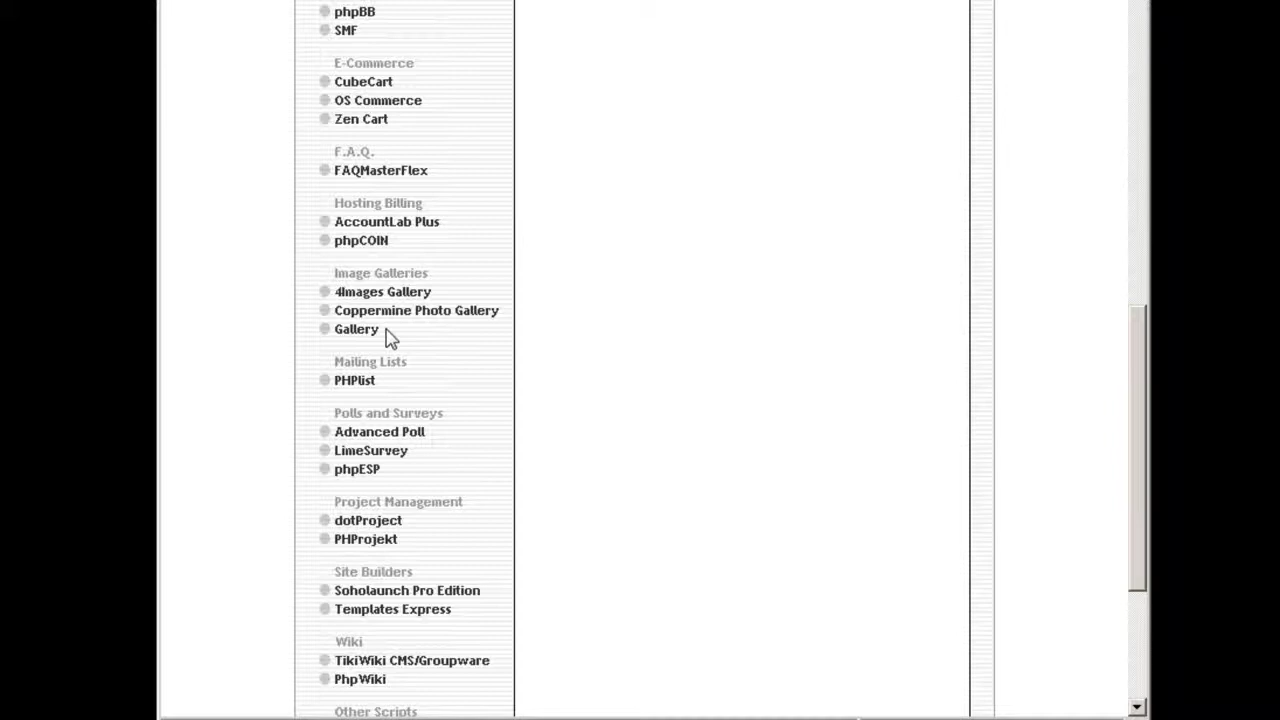 phpBB
SMF
E-Commerce
CubeCart
OS Commerce
Zen Cart
F.A.Q.
FAQMasterFlex
Hosting Billing
AccountLab Plus
phpCOIN
Image Galleries
4Images Gallery
Coppermine Photo Gallery
Gallery
Mailing Lists
PHPlist
Polls and Surveys
Advanced Poll
LimeSurvey
phpESP
Project Management
dotProject
PHProjekt
Site Builders
Soholaunch Pro Edition
Templates Express
Wiki
TikiWiki CMS/Groupware
PhpWiki
Other Scripts